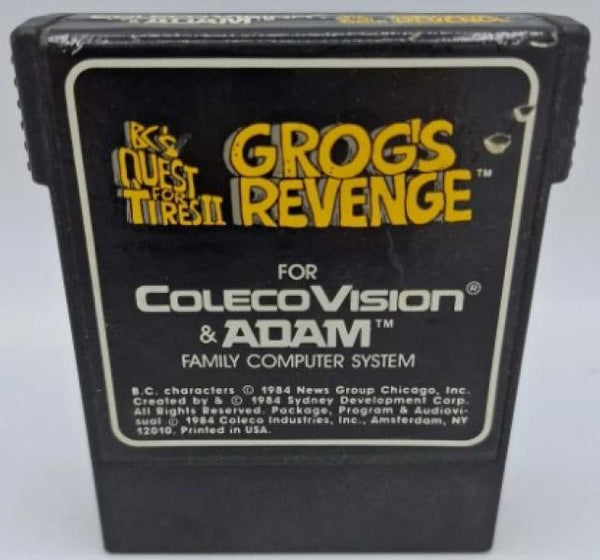 ADAM REVENGE
B.C.'s QUEST FOR TIRES II
GROG'S REVENGE™
FOR
COLECOVISION®
& ADAM™
FAMILY COMPUTER SYSTEM
B.C. characters © 1984 News Group Chicago, Inc.
Created by & © 1984 Sydney Development Corp.
All Rights Reserved. Package, Program & Audiovi-
sual © 1984 Coleco Industries, Inc., Amsterdam, NY
12010. Printed in USA.